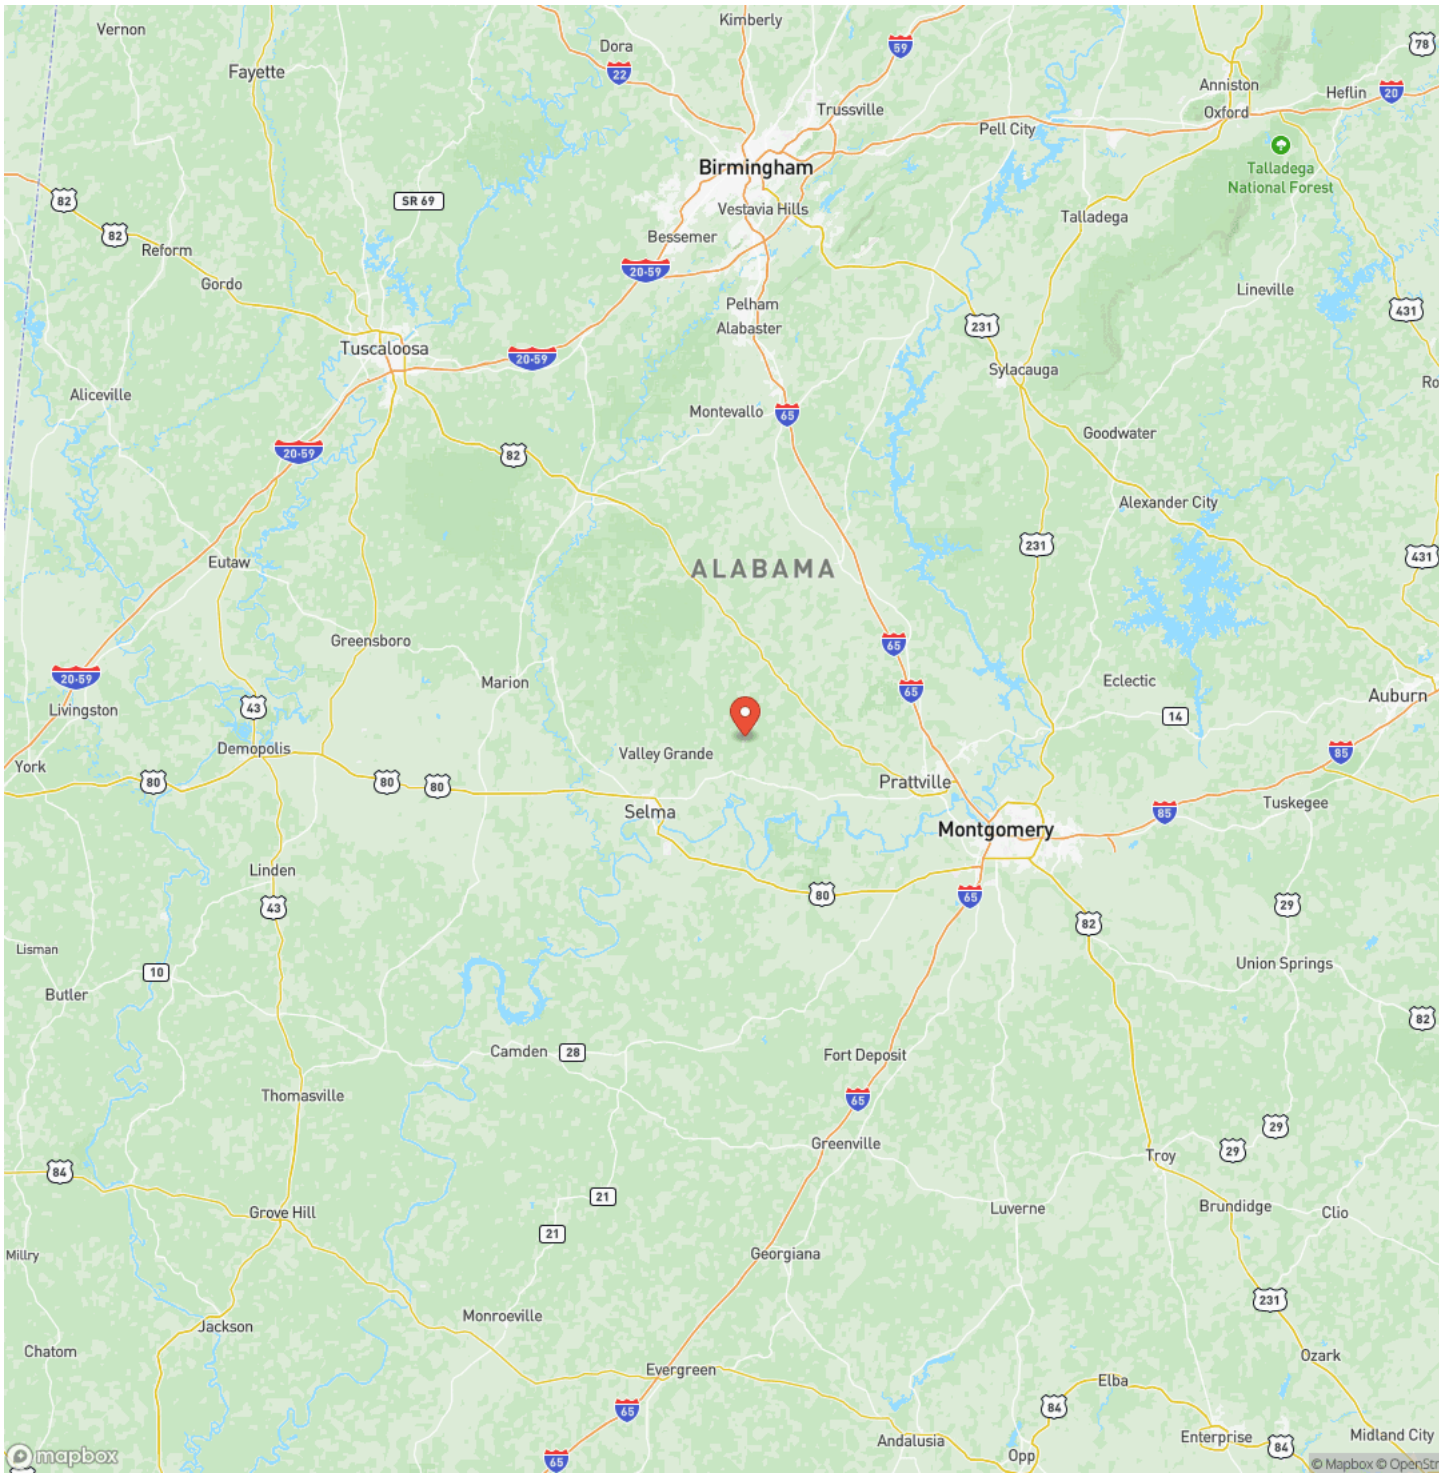 Kimberly
Vernon
Dora
59
78
Fayette
22
Anniston
Heflin
20
Trussville
Oxford
Pell City
Birmingham
Talladega
National Forest
82
SR 69
Vestavia Hills
Talladega
82
Bessemer
Reform
20-59
Gordo
Lineville
Pelham
431
231
Alabaster
Tuscaloosa
20-59
Sylacauga
Ro
Aliceville
Montevallo
65
Goodwater
20-59
82
Alexander City
231
431
Eutaw
ALABAMA
Greensboro
65
20-59
Marion
Eclectic
65
Auburn
43
Livingston
14
Demopolis
Valley Grande
85
York
80
80
80
Prattville
Tuskegee
Selma
85
Montgomery
Linden
80
65
43
29
82
Lisman
10
Union Springs
Butler
82
Camden
28
Fort Deposit
Thomasville
65
29
Greenville
29
Troy
84
21
Grove Hill
Luverne
Brundidge
Clio
21
Millry
Georgiana
231
Monroeville
Jackson
Chatom
Ozark
Evergreen
Elba
65
84
Andalusia
Enterprise
Midland City
84
Opp
65
mapbox
© Mapbox © OpenStr